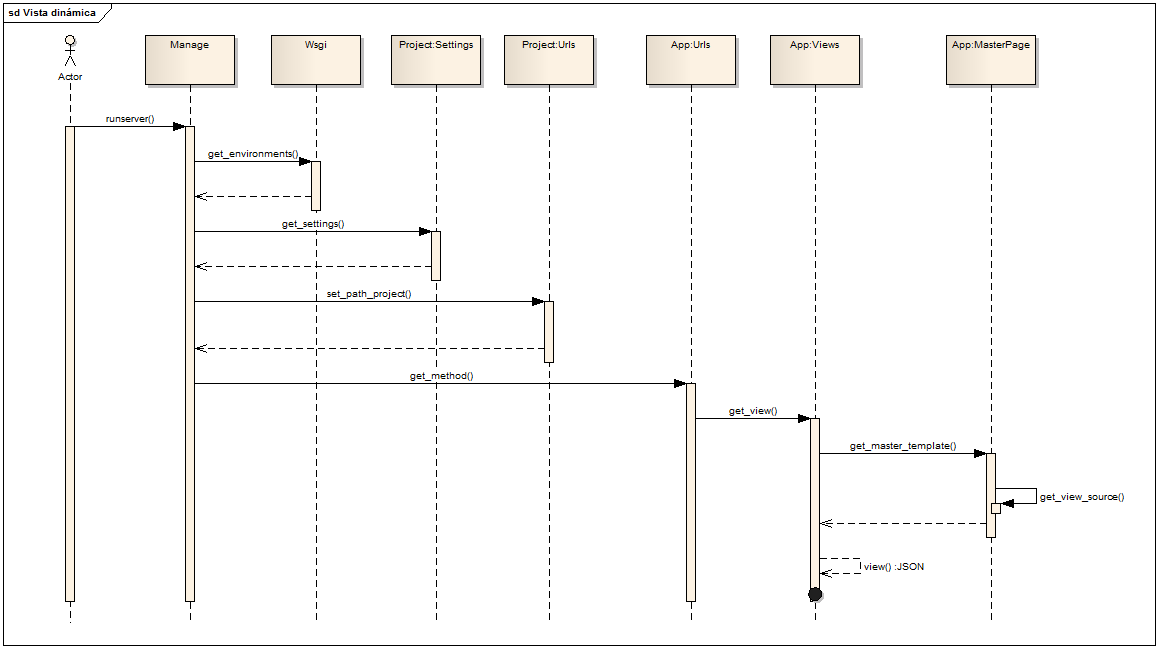 sd Vista dinámica
Actor
Manage
Wsgi
Project:Settings
Project:Urls
App:Urls
App:Views
App:MasterPage
runserver()
get_environments()
get_settings()
set_path_project()
get_method()
get_view()
get_master_template()
get_view_source()
view() :JSON